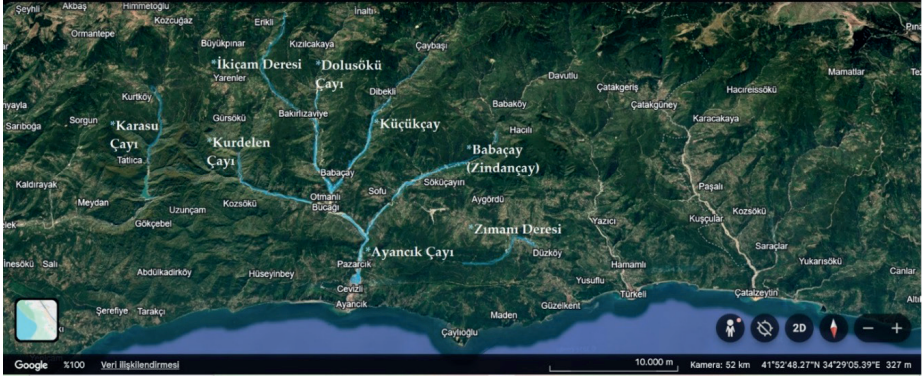 Şeyhli
Akbaş
Himmetoğlu
Kozcuğaz
Erikli
İnaltı
Ormantepe
Büyükpınar
Kızılcakaya
Çaybaşı
*İkiçam Deresi
Yarenler
*Dolusökü
Çayı
Davutlu
Mamatlar
Kurtköy
Dibekli
Çatakgeriş
Hacıreissökü
Babaköy
Çatakgüney
Sorgun
Gürsökü
Bakırlızaviye
Karacakaya
Sarıboğa
*Karasu
Çayı
*Küçükçay
Hacılı
*Kurdelen
Çayı
*Babaçay
(Zindançay)
Tatlıca
Babaçay
Kaldırayak
Söküçayırı
Sofu
Paşalı
Otmanlı
Bucağı
Aygördü
Meydan
Uzunçam
Kozsökü
Kozsökü
Yazıcı
Kuşçular
Gökçebel
*Zımanı Deresi
*Ayancık Çayı
Düzköy
Saraçlar
Pazarcık
Hamamlı
Yukarısökü
Salı
Abdülkadirköy
Hüseyinbey
Canlar
Cevizli
Yusuflu
Türkeli
Çatalzeytin
Şerefiye
Tarakçı
Ayancık
Güzelkent
Maden
Çaylıoğlu
2D
Google
%100
Veri ilişkilendirmesi
10.000 m
Kamera: 52 km
41°52'48.27"N 34°29'05.39"E
327 m